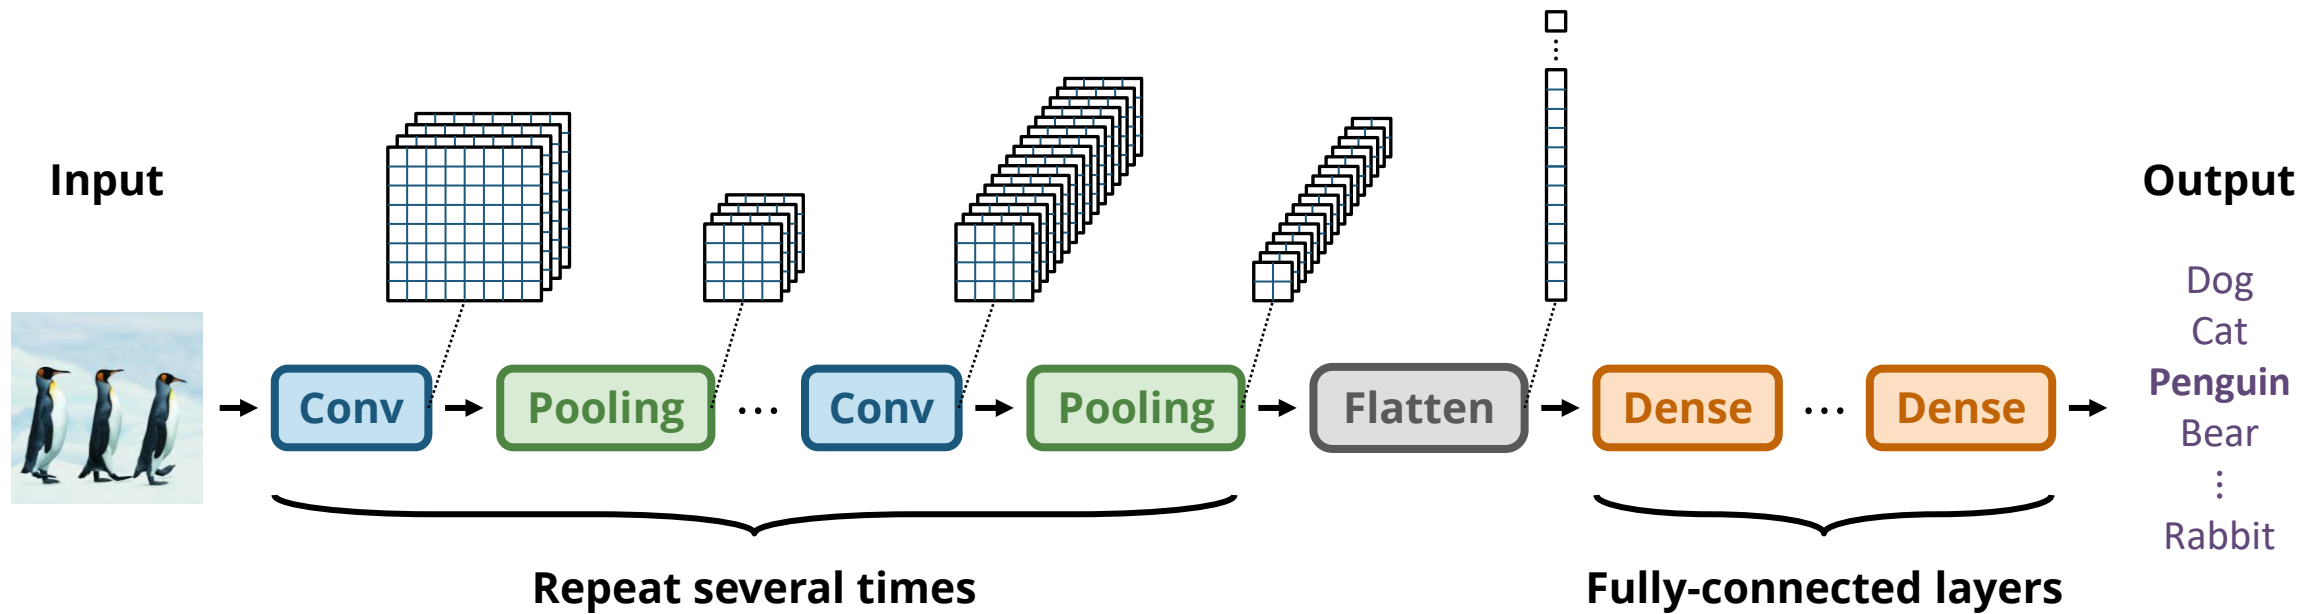 Input
Conv
Pooling
...
Conv
Pooling
Flatten
Dense
...
Dense
Repeat several times
Fully-connected layers
Output
Dog
Cat
Penguin
Bear
⋮
Rabbit